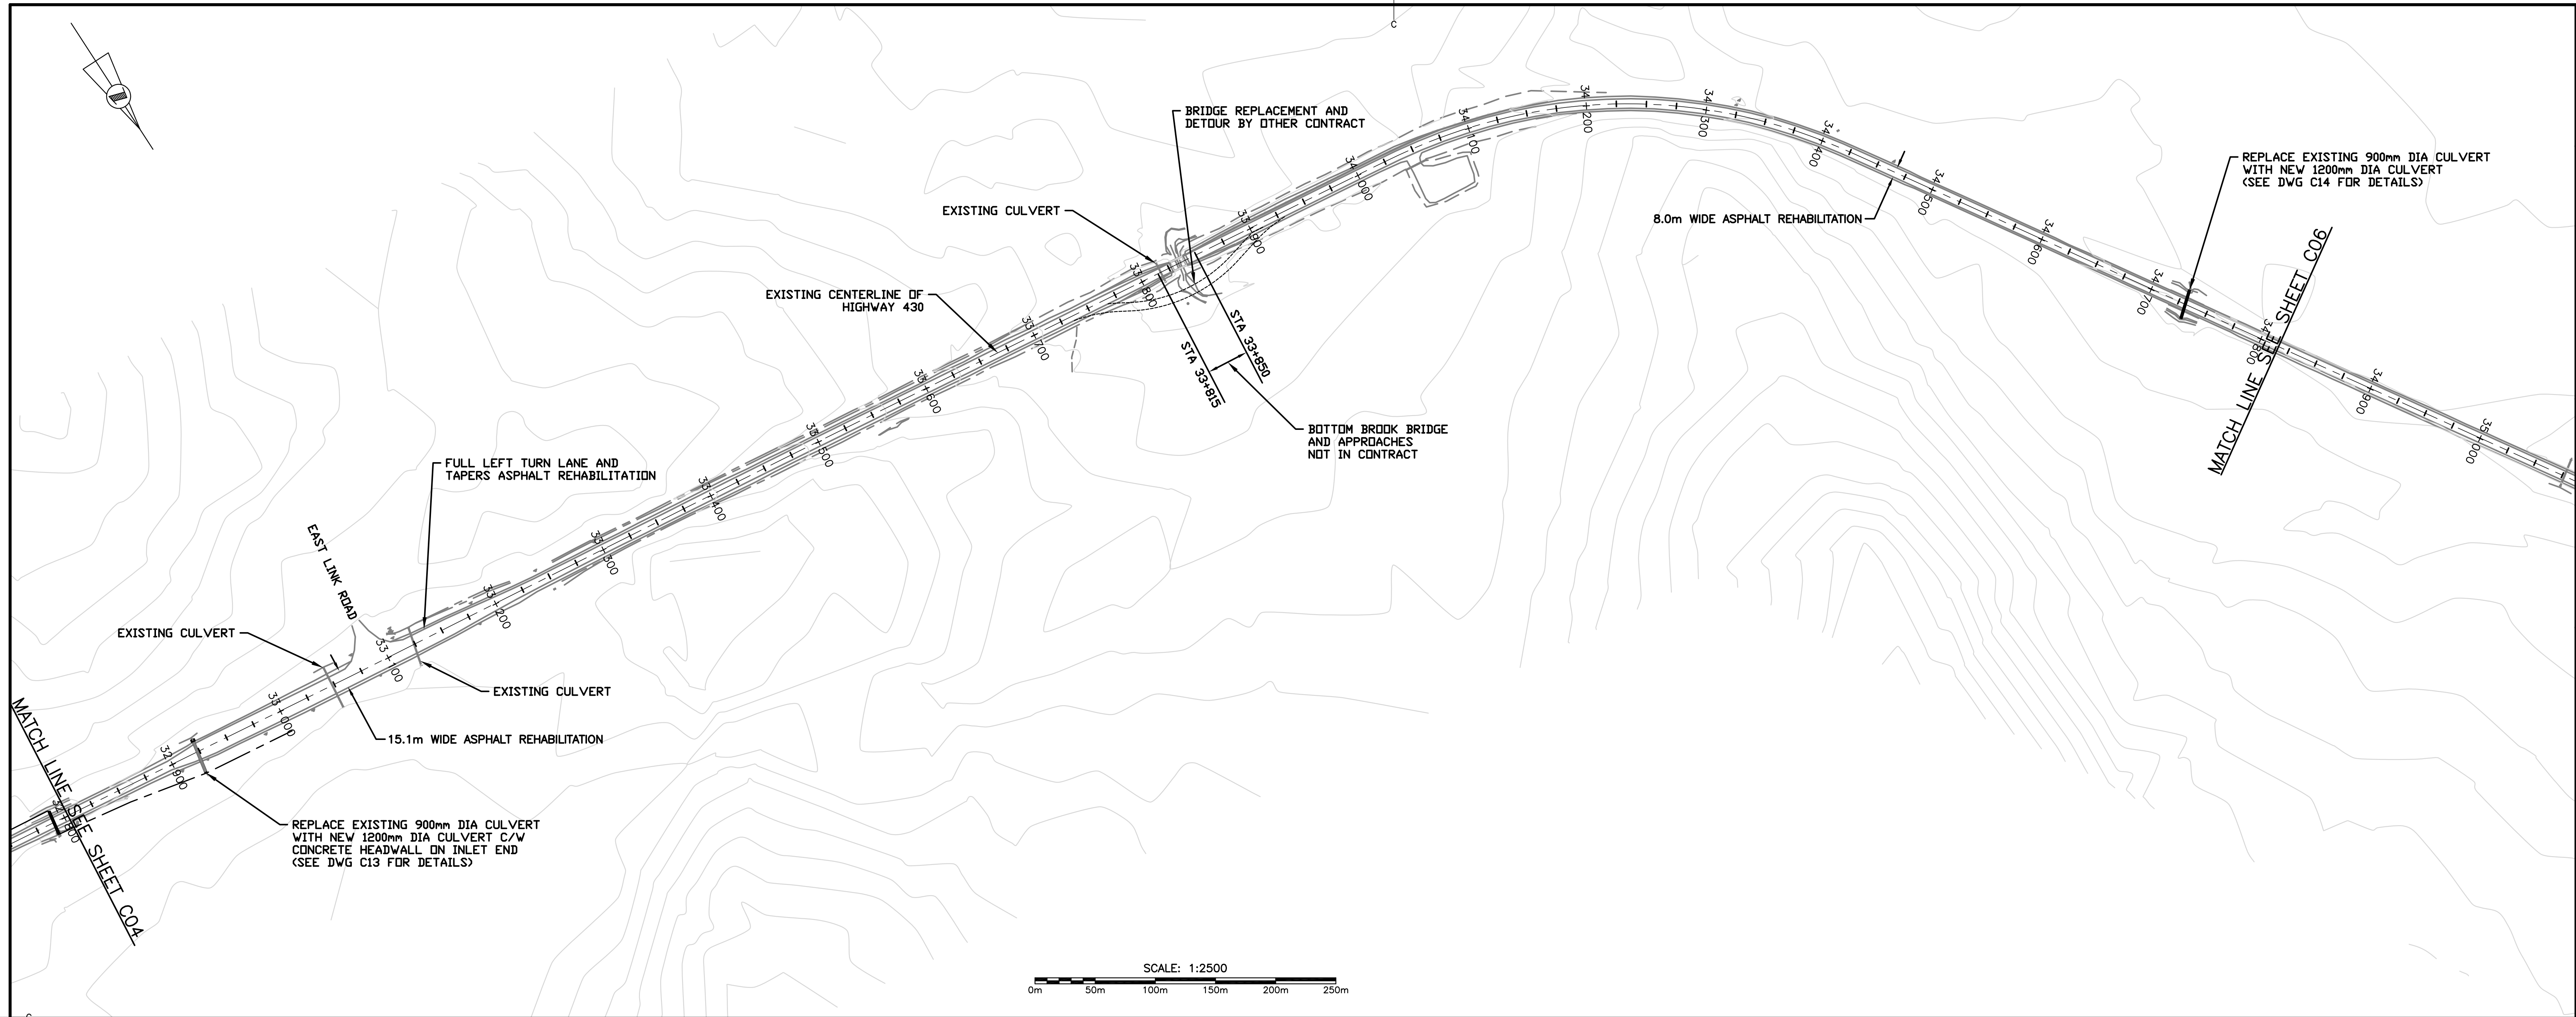 C
BRIDGE REPLACEMENT AND
DETOUR BY OTHER CONTRACT
EXISTING CULVERT
EXISTING CENTERLINE OF
HIGHWAY 430
8.0m WIDE ASPHALT REHABILITATION
REPLACE EXISTING 900mm DIA CULVERT
WITH NEW 1200mm DIA CULVERT
(SEE DWG C14 FOR DETAILS)
MATCH LINE SEE SHEET C06
STA 33+815
STA 33+850
BOTTOM BROOK BRIDGE
AND APPROACHES
NOT IN CONTRACT
FULL LEFT TURN LANE AND
TAPERS ASPHALT REHABILITATION
EAST LINK ROAD
EXISTING CULVERT
EXISTING CULVERT
15.1m WIDE ASPHALT REHABILITATION
REPLACE EXISTING 900mm DIA CULVERT
WITH NEW 1200mm DIA CULVERT C/W
CONCRETE HEADWALL ON INLET END
(SEE DWG C13 FOR DETAILS)
MATCH LINE SEE SHEET C04
32+800
32+900
33+000
33+100
33+200
33+300
33+400
33+500
33+600
33+700
33+800
33+900
34+000
34+100
34+200
34+300
34+400
34+500
34+600
34+700
34+800
34+900
35+000
SCALE: 1:2500
0m 50m 100m 150m 200m 250m